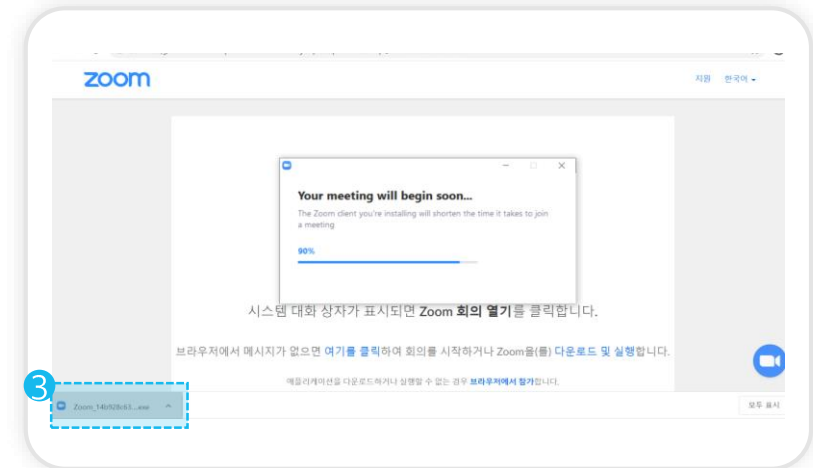 zoom
지원 한국어
Your meeting will begin soon...
The Zoom client you're installing will shorten the time it takes to join
a meeting
90%
시스템 대화 상자가 표시되면 Zoom 회의 열기를 클릭합니다.
브라우저에서 메시지가 없으면 여기를 클릭하여 회의를 시작하거나 Zoom을(를) 다운로드 및 실행합니다.
애플리케이션을 다운로드하거나 실행할 수 없는 경우 브라우저에서 참가합니다.
3
모두 표시